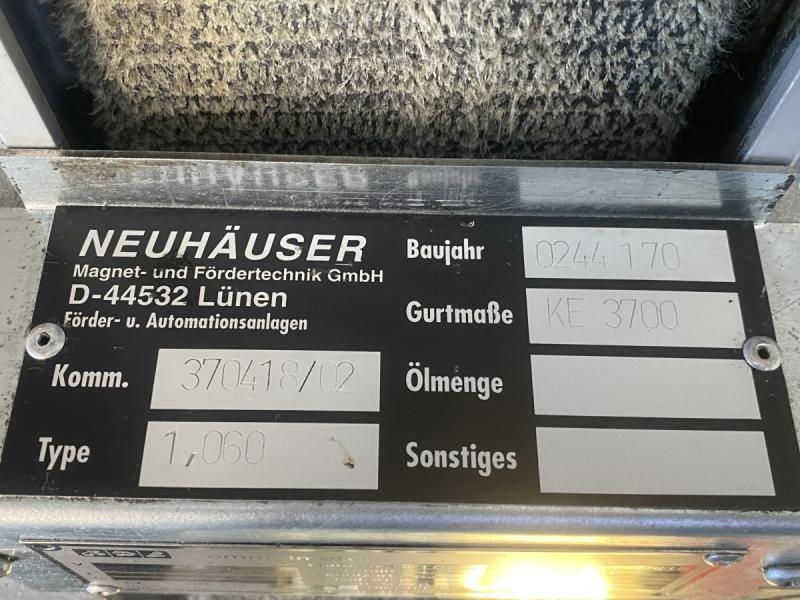 NEUHÄUSER
Magnet- und Fördertechnik GmbH
D-44532 Lünen
Förder- u. Automationsanlagen
Komm. 370418/02
Type 1,060
Baujahr 0244 170
Gurtmaße KE 3700
Ölmenge
Sonstiges